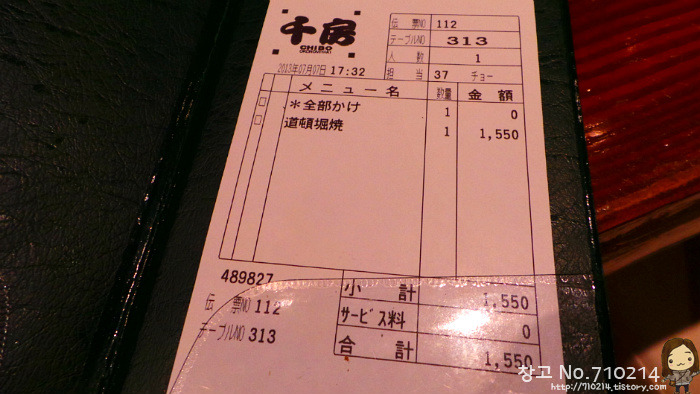 千房
CHIBO
伝 票NO 112
テーブルNO 313
人 数 1
2013年07月07日 17:32
担 当 37 チョー
メニュー名 数量 金 額
＊全部かけ 1 0
道頓堀焼 1 1,550
489827
小 計 1,550
伝 票NO 112
サービス料 0
テーブルNO 313
合 計 1,550
창고 No.710214
http://710214.tistory.com/